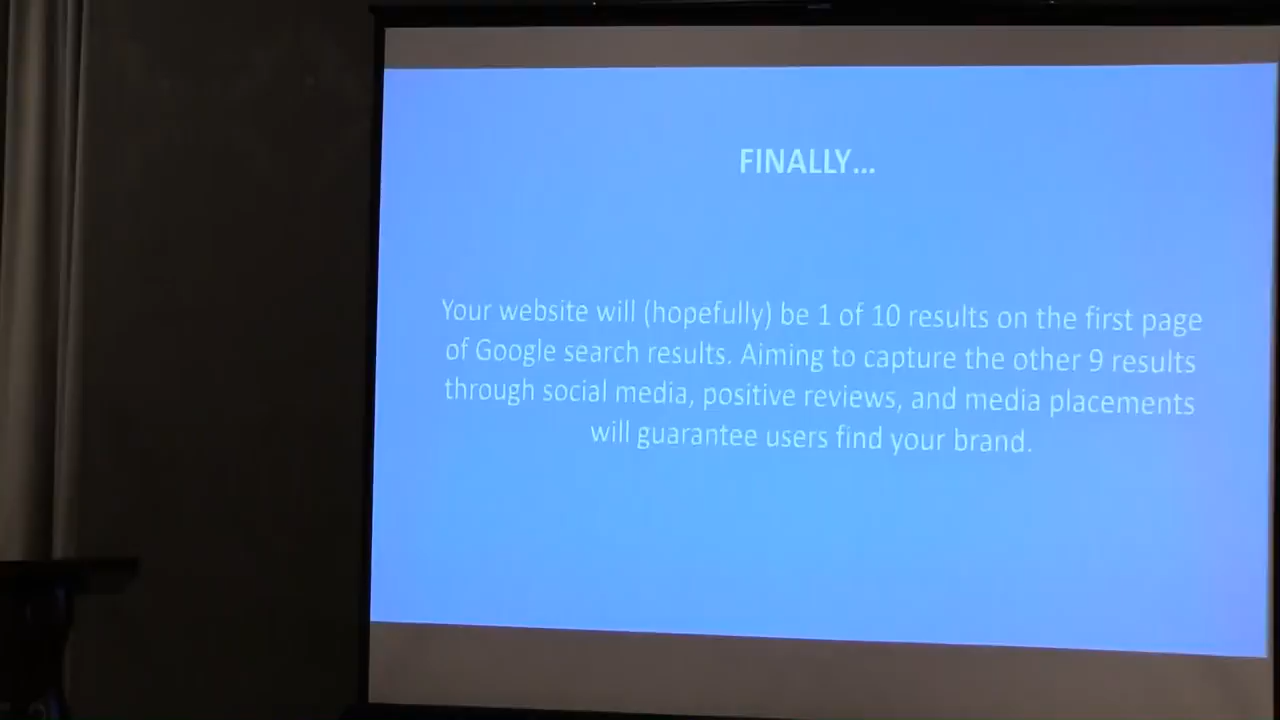 FINALLY...
Your website will (hopefully) be 1 of 10 results on the first page
of Google search results. Aiming to capture the other 9 results
through social media, positive reviews, and media placements
will guarantee users find your brand.